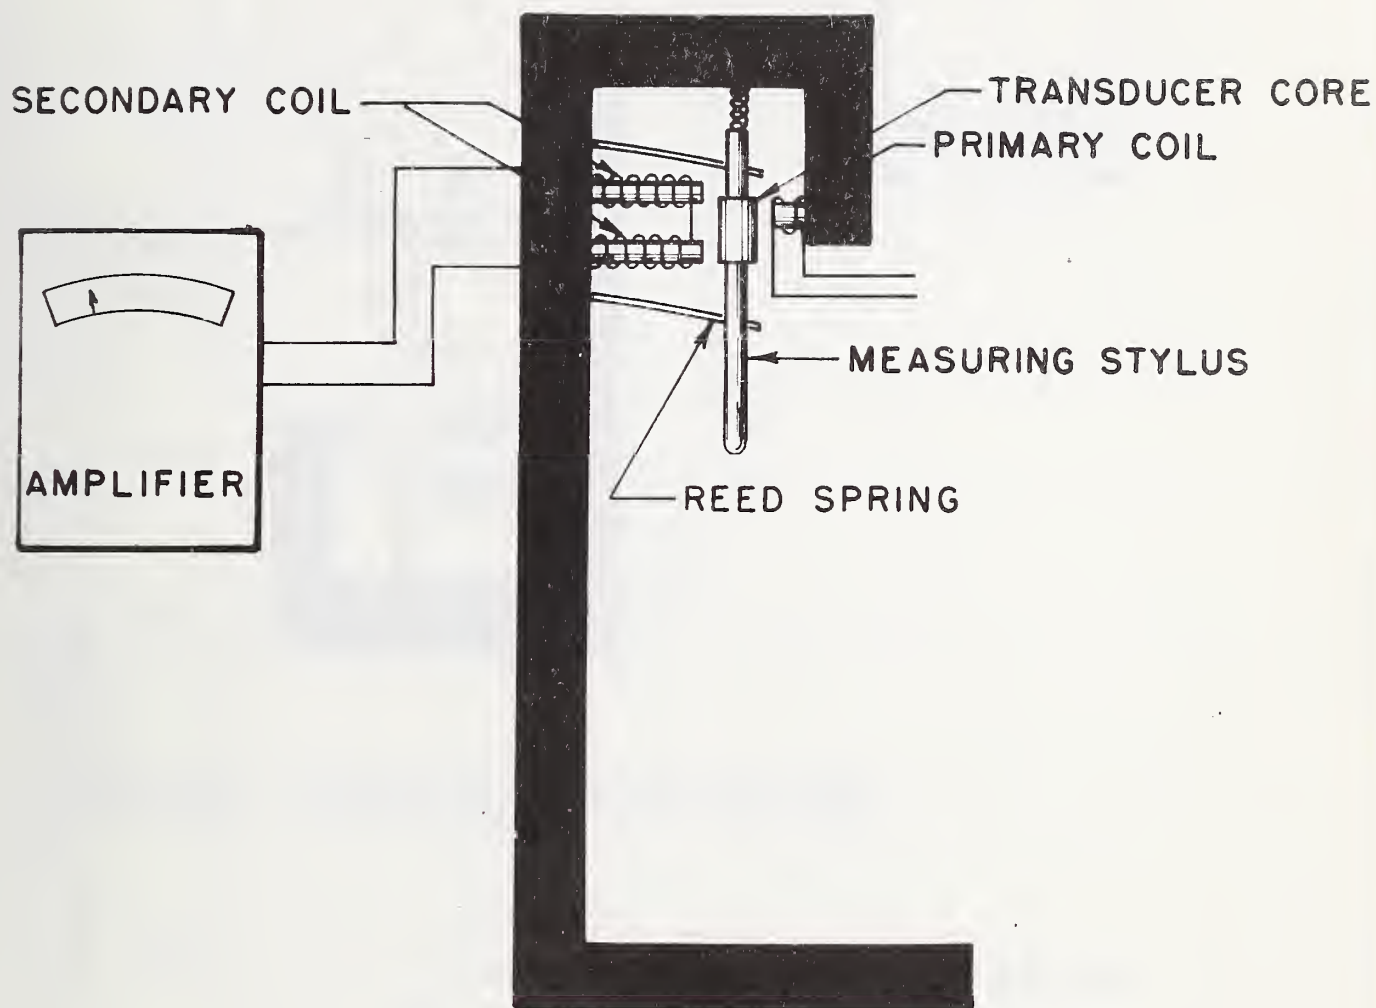 SECONDARY COIL
TRANSDUCER CORE
PRIMARY COIL
MEASURING STYLUS
AMPLIFIER
REED SPRING